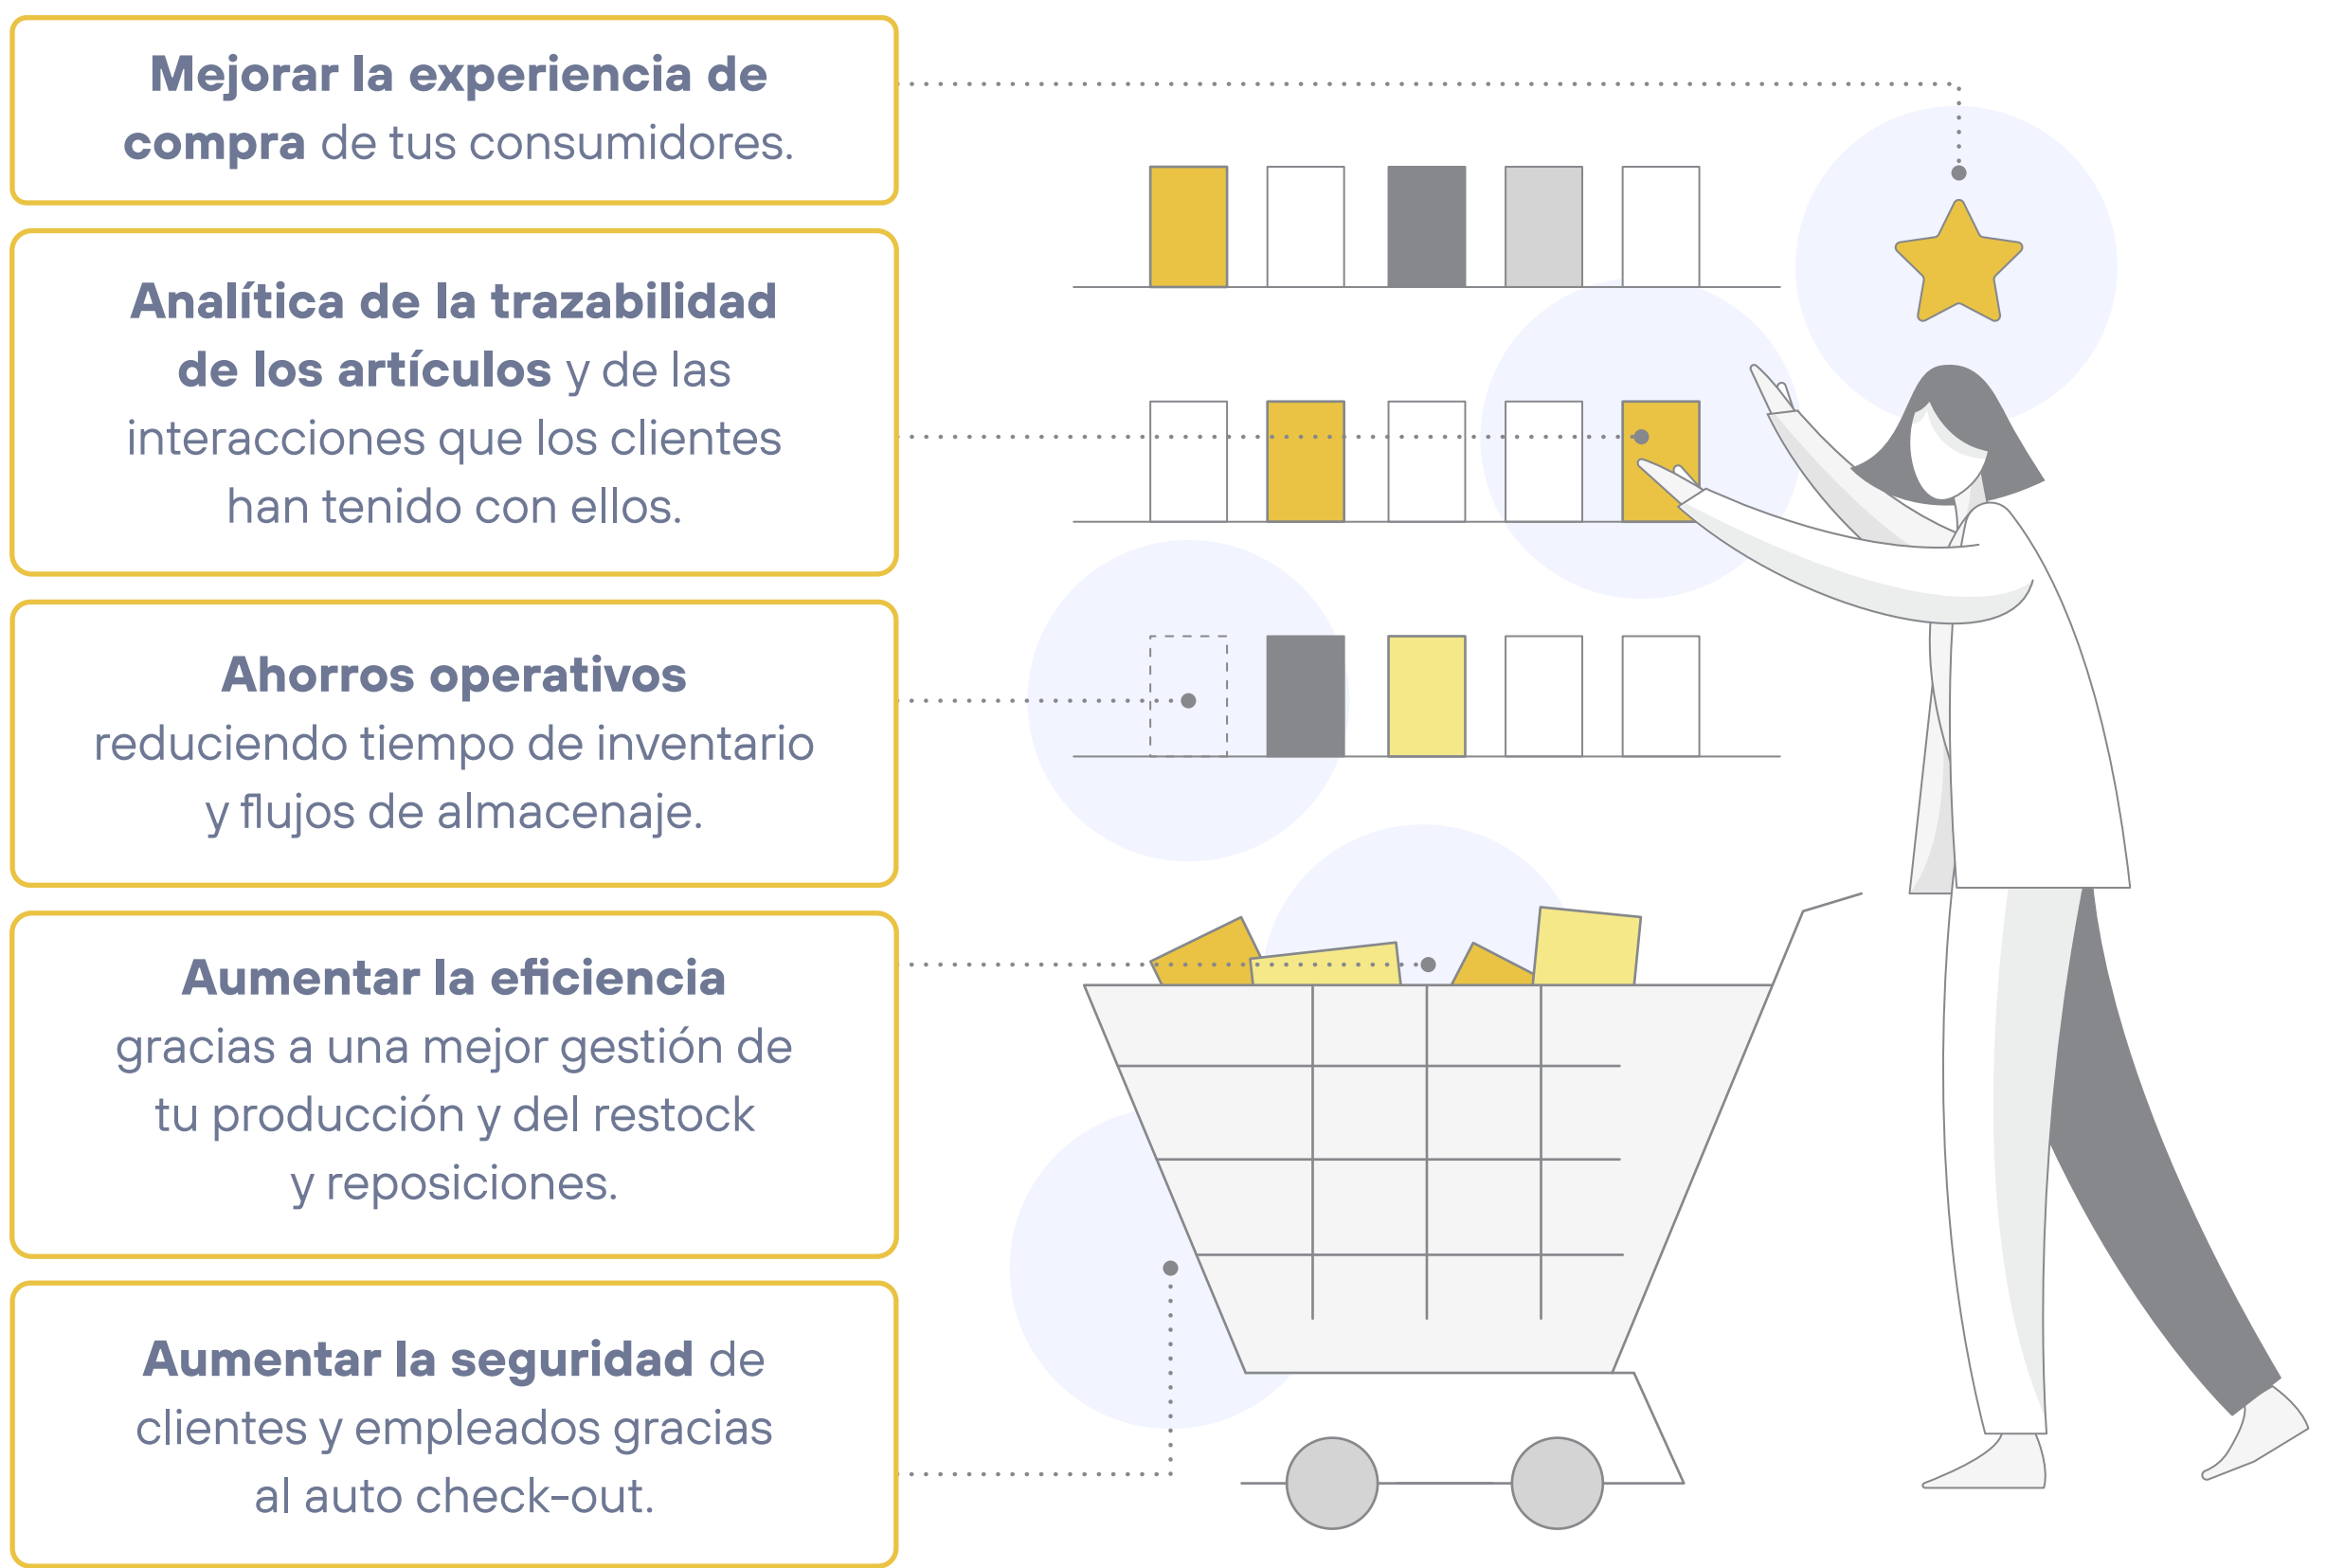 Mejorar la experiencia de
compra de tus consumidores.
Analítica de la trazabilidad
de los artículos y de las
interacciones que los clientes
han tenido con ellos.
Ahorros operativos
reduciendo tiempo de inventario
y flujos de almacenaje.
Aumentar la eficiencia
gracias a una mejor gestión de
tu producción y del restock
y reposiciones.
Aumentar la seguridad de
clientes y empleados gracias
al auto check-out.